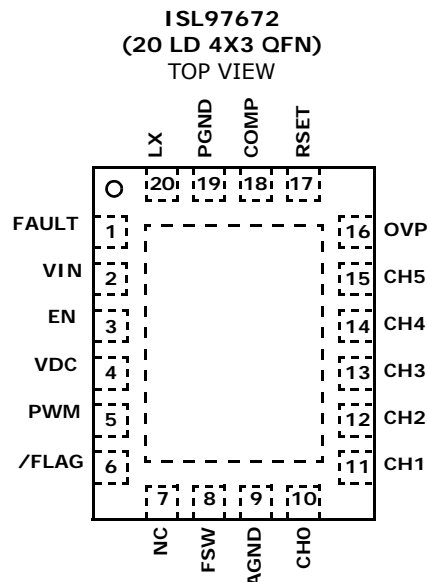 ISL97672
(20 LD 4X3 QFN)
TOP VIEW
LX
PGND
COMP
RSET
20 19 18 17
FAULT 1 16 OVP
VIN 2 15 CH5
EN 3 14 CH4
VDC 4 13 CH3
PWM 5 12 CH2
/FLAG 6 11 CH1
7 8 9 10
NC
FSW
AGND
CH0